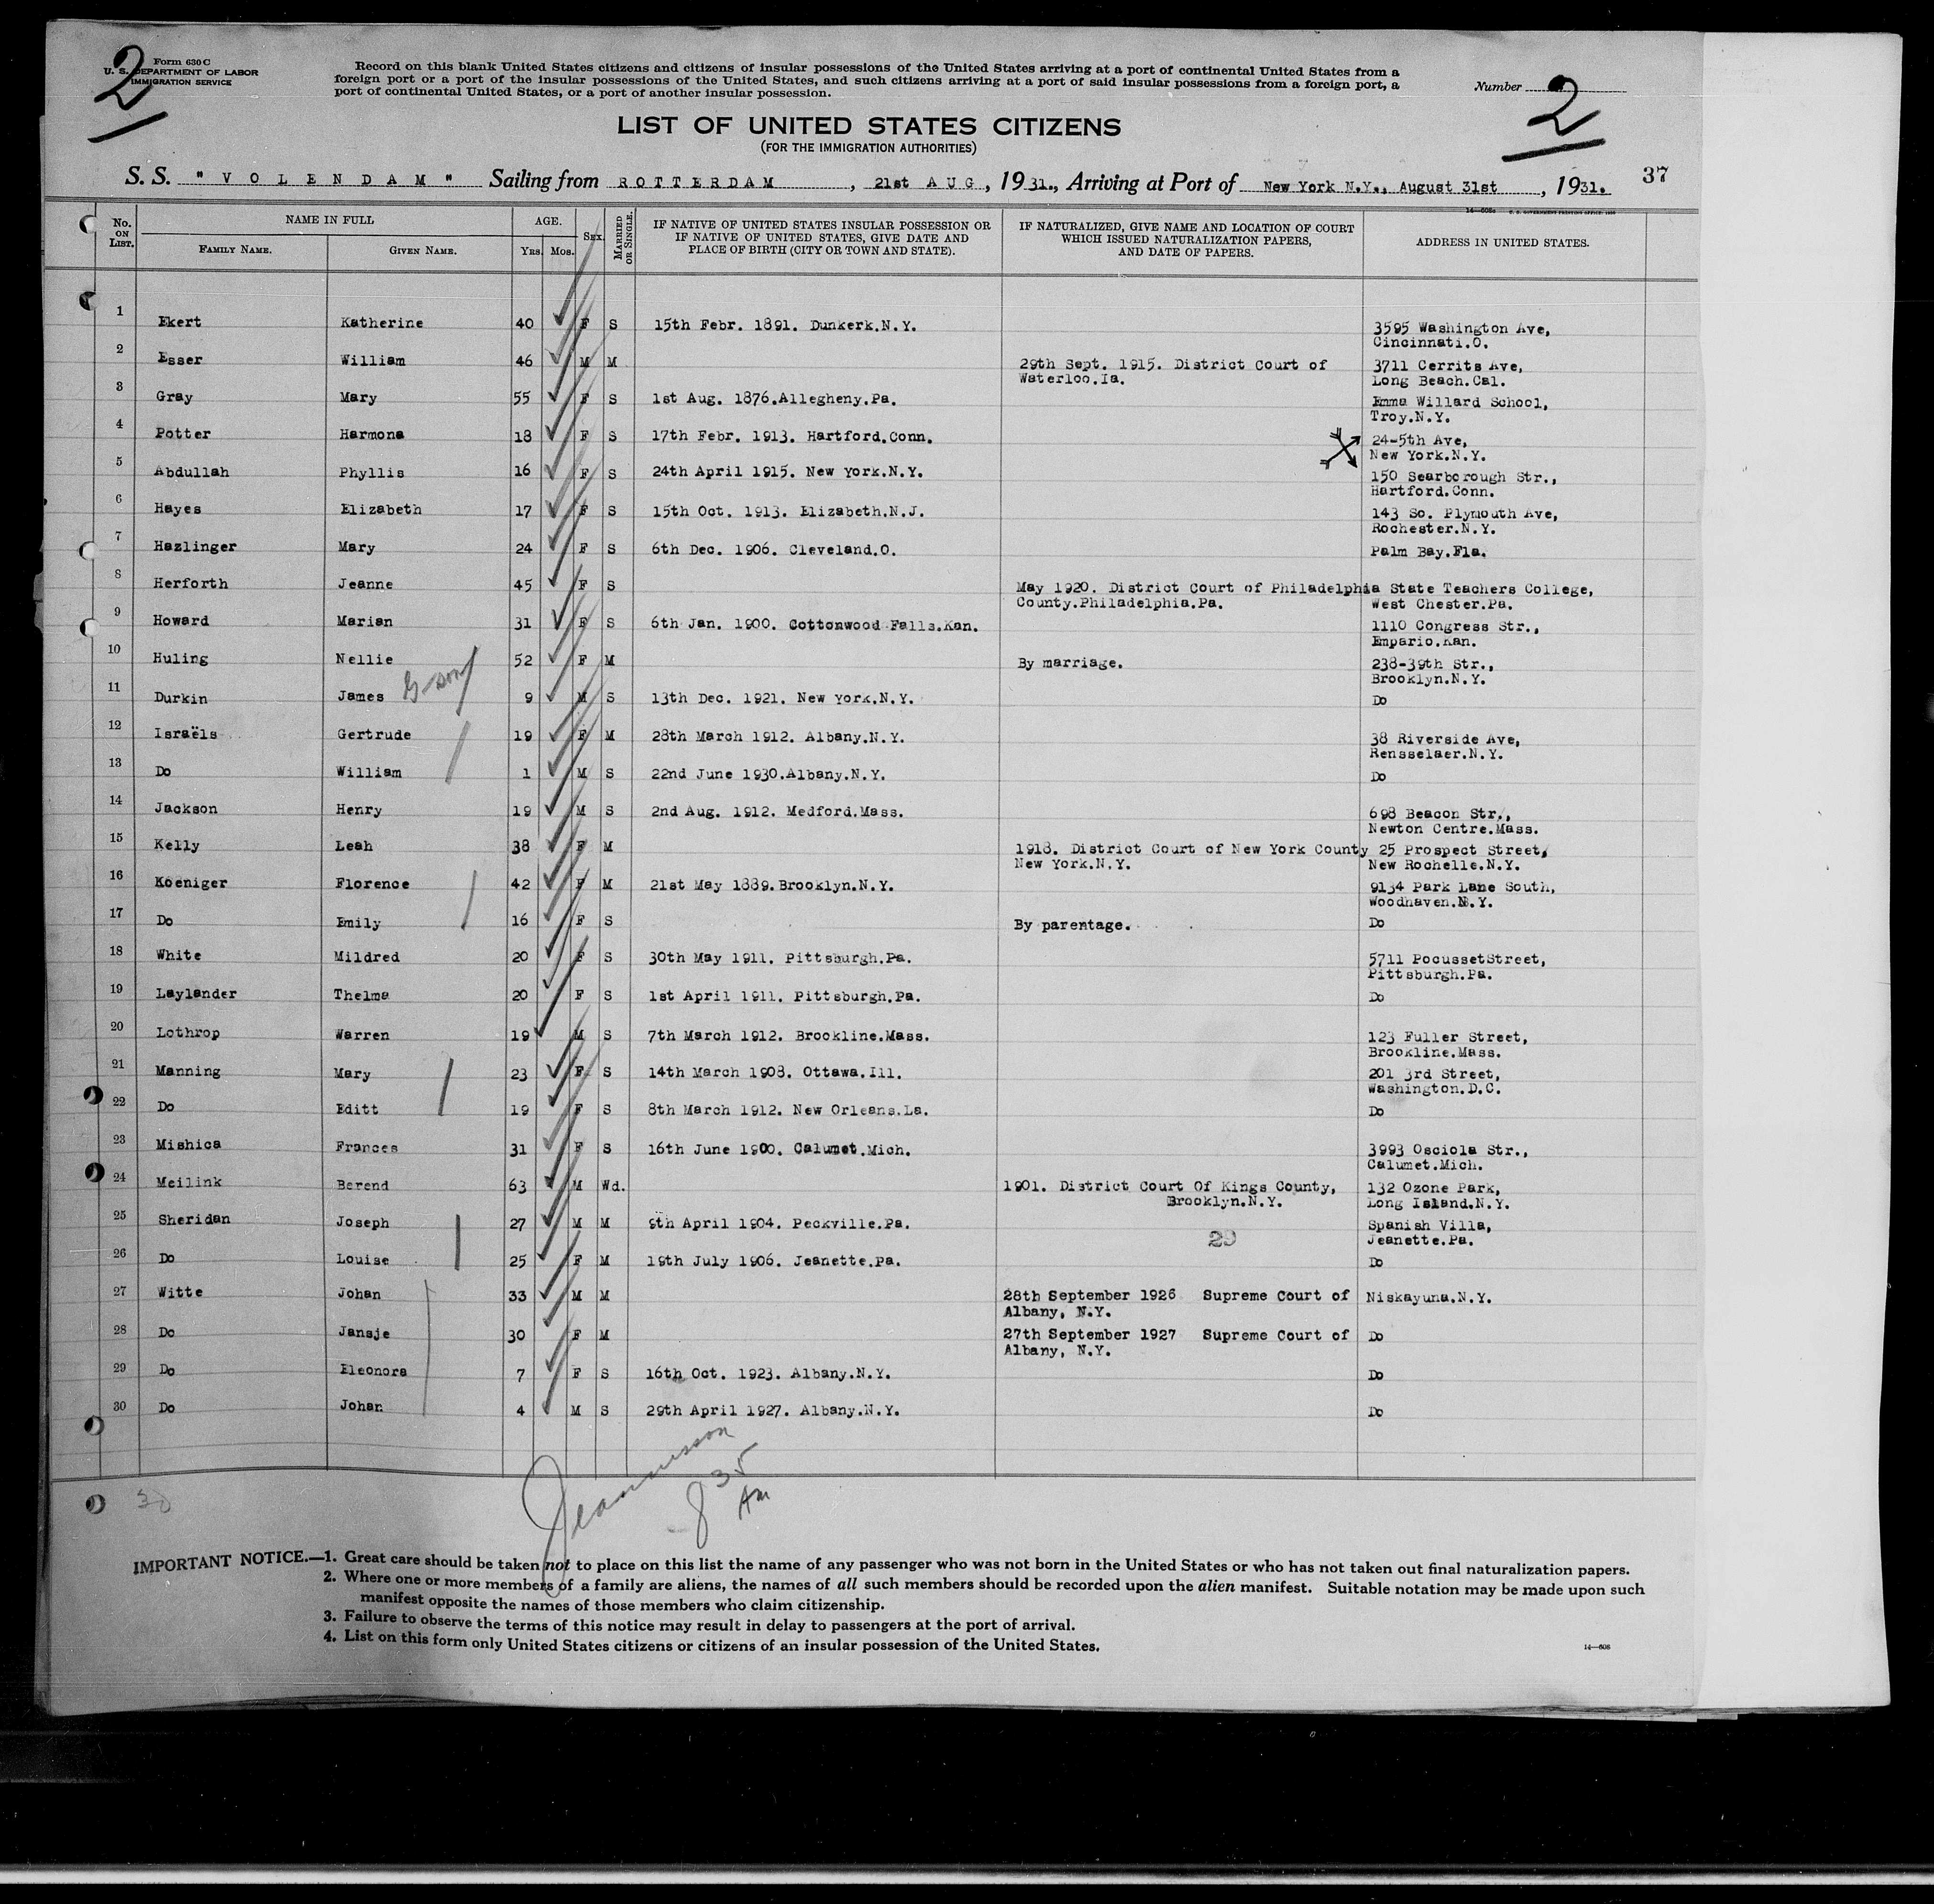 Form 630 C
U. S. DEPARTMENT OF LABOR
IMMIGRATION SERVICE
2
Record on this blank United States citizens and citizens of insular possessions of the United States arriving at a port of continental United States from a
foreign port or a port of the insular possessions of the United States, and such citizens arriving at a port of said insular possessions from a foreign port, a
port of continental United States, or a port of another insular possession.
Number 2
LIST OF UNITED STATES CITIZENS
(FOR THE IMMIGRATION AUTHORITIES)
S. S. "VOLENDAM" Sailing from ROTTERDAM, 21st AUG, 1931., Arriving at Port of New York N.Y., August 31st, 1931. 37
No. ON LIST. NAME IN FULL FAMILY NAME. GIVEN NAME. AGE. Yrs. Mos. SEX. MARRIED OR SINGLE. IF NATIVE OF UNITED STATES INSULAR POSSESSION OR IF NATIVE OF UNITED STATES, GIVE DATE AND PLACE OF BIRTH (CITY OR TOWN AND STATE). IF NATURALIZED, GIVE NAME AND LOCATION OF COURT WHICH ISSUED NATURALIZATION PAPERS, AND DATE OF PAPERS. ADDRESS IN UNITED STATES.
1 Ekert Katherine 40 F S 15th Febr. 1891. Dunkerk.N.Y. 3595 Washington Ave,
Cincinnati.O.
2 Esser William 46 M M 29th Sept. 1915. District Court of 3711 Cerrits Ave,
Waterloo.Ia. Long Beach.Cal.
3 Gray Mary 55 F S 1st Aug. 1876.Allegheny.Pa. Emma Willard School,
Troy.N.Y.
4 Potter Harmona 18 F S 17th Febr. 1913. Hartford.Conn. 24-5th Ave,
New York.N.Y.
5 Abdullah Phyllis 16 F S 24th April 1915. New York.N.Y. 150 Searborough Str.,
Hartford.Conn.
6 Hayes Elizabeth 17 F S 15th Oct. 1913. Elizabeth.N.J. 143 So. Plymouth Ave,
Rochester.N.Y.
7 Hazlinger Mary 24 F S 6th Dec. 1906. Cleveland.O. Palm Bay.Fla.
8 Herforth Jeanne 45 F S May 1920. District Court of Philadelphia State Teachers College,
County.Philadelphia.Pa. West Chester.Pa.
9 Howard Marian 31 F S 6th Jan. 1900. Cottonwood Falls.Kan. 1110 Congress Str.,
Empario.Kan.
10 Huling Nellie 52 F M By marriage. 238-39th Str.,
Brooklyn.N.Y.
11 Durkin James G-son 9 M S 13th Dec. 1921. New York.N.Y. Do
12 Israëls Gertrude 19 F M 28th March 1912. Albany.N.Y. 38 Riverside Ave,
Rensselaer.N.Y.
13 Do William 1 M S 22nd June 1930.Albany.N.Y. Do
14 Jackson Henry 19 M S 2nd Aug. 1912. Medford.Mass. 698 Beacon Str.,
Newton Centre.Mass.
15 Kelly Leah 38 F M 1918. District Court of New York County 25 Prospect Street,
New York.N.Y. New Rochelle.N.Y.
16 Koeniger Florence 42 F M 21st May 1889.Brooklyn.N.Y. 9134 Park Lane South,
Woodhaven.N.Y.
17 Do Emily 16 F S By parentage. Do
18 White Mildred 20 F S 30th May 1911. Pittsburgh.Pa. 5711 PocussetStreet,
Pittsburgh.Pa.
19 Laylander Thelma 20 F S 1st April 1911. Pittsburgh.Pa. Do
20 Lothrop Warren 19 M S 7th March 1912. Brookline.Mass. 123 Fuller Street,
Brookline.Mass.
21 Manning Mary 23 F S 14th March 1908. Ottawa.Ill. 201 3rd Street,
Washington.D.C.
22 Do Editt 19 F S 8th March 1912. New Orleans.La. Do
23 Mishica Frances 31 F S 16th June 1900. Calumet.Mich. 3993 Osciola Str.,
Calumet.Mich.
24 Meilink Berend 63 M Wd. 1901. District Court Of Kings County, 132 Ozone Park,
Brooklyn.N.Y. Long Island.N.Y.
25 Sheridan Joseph 27 M M 9th April 1904. Peckville.Pa. Spanish Villa,
29 Jeanette.Pa.
26 Do Louise 25 F M 19th July 1906. Jeanette.Pa. Do
27 Witte Johan 33 M M 28th September 1926 Supreme Court of Niskayuna.N.Y.
Albany, N.Y.
28 Do Jansje 30 F M 27th September 1927 Supreme Court of Do
Albany, N.Y.
29 Do Eleonora 7 F S 16th Oct. 1923. Albany.N.Y. Do
30 Do Johan 4 M S 29th April 1927. Albany.N.Y. Do
30
8 35
Am
IMPORTANT NOTICE.—1. Great care should be taken not to place on this list the name of any passenger who was not born in the United States or who has not taken out final naturalization papers.
2. Where one or more members of a family are aliens, the names of all such members should be recorded upon the alien manifest. Suitable notation may be made upon such
manifest opposite the names of those members who claim citizenship.
3. Failure to observe the terms of this notice may result in delay to passengers at the port of arrival.
4. List on this form only United States citizens or citizens of an insular possession of the United States.
14—608